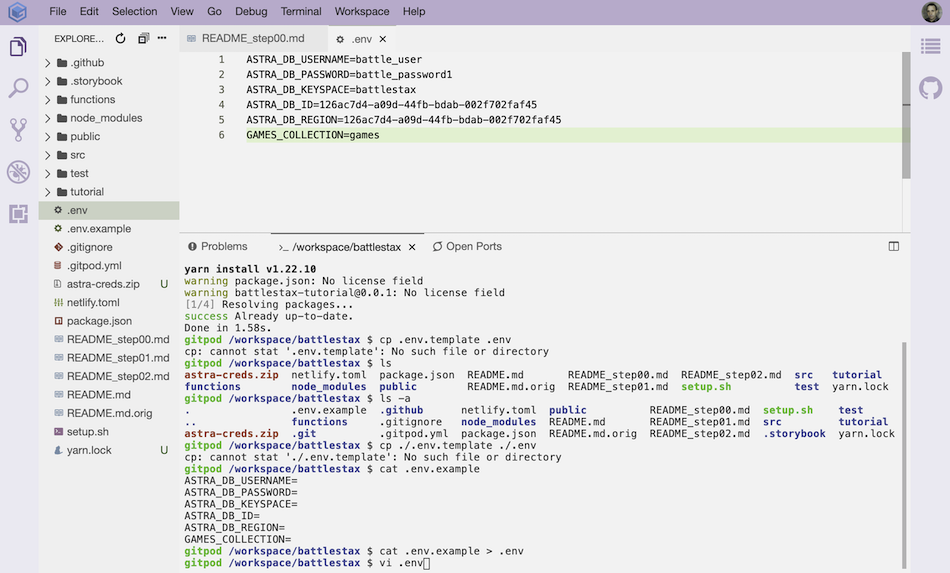 File Edit Selection View Go Debug Terminal Workspace Help
EXPLORE...
README_step00.md
.env
.github
.storybook
functions
node_modules
public
src
test
tutorial
.env
.env.example
.gitignore
.gitpod.yml
astra-creds.zip U
netlify.toml
package.json
README_step00.md
README_step01.md
README_step02.md
README.md
README.md.orig
setup.sh
yarn.lock U
1 ASTRA_DB_USERNAME=battle_user
2 ASTRA_DB_PASSWORD=battle_password1
3 ASTRA_DB_KEYSPACE=battlestax
4 ASTRA_DB_ID=126ac7d4-a09d-44fb-bdab-002f702faf45
5 ASTRA_DB_REGION=126ac7d4-a09d-44fb-bdab-002f702faf45
6 GAMES_COLLECTION=games
Problems >_ /workspace/battlestax Open Ports
yarn install v1.22.10
warning package.json: No license field
warning battlestax-tutorial@0.0.1: No license field
[1/4] Resolving packages...
success Already up-to-date.
Done in 1.58s.
gitpod /workspace/battlestax $ cp .env.template .env
cp: cannot stat '.env.template': No such file or directory
gitpod /workspace/battlestax $ ls
astra-creds.zip netlify.toml package.json README.md README_step00.md README_step02.md src tutorial
functions node_modules public README.md.orig README_step01.md setup.sh test yarn.lock
gitpod /workspace/battlestax $ ls -a
. .env.example .github netlify.toml public README_step00.md setup.sh test
.. functions .gitignore node_modules README.md README_step01.md src tutorial
astra-creds.zip .git .gitpod.yml package.json README.md.orig README_step02.md .storybook yarn.lock
gitpod /workspace/battlestax $ cp ./.env.template ./.env
cp: cannot stat './.env.template': No such file or directory
gitpod /workspace/battlestax $ cat .env.example
ASTRA_DB_USERNAME=
ASTRA_DB_PASSWORD=
ASTRA_DB_KEYSPACE=
ASTRA_DB_ID=
ASTRA_DB_REGION=
GAMES_COLLECTION=
gitpod /workspace/battlestax $ cat .env.example > .env
gitpod /workspace/battlestax $ vi .env